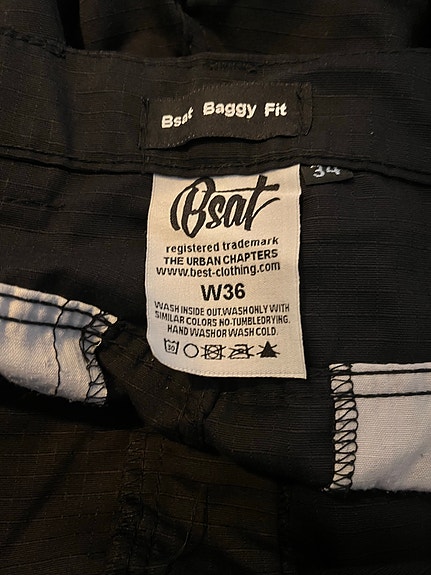 Bsat Baggy Fit
34
Bsat
registered trademark
THE URBAN CHAPTERS
www.best-clothing.com
W36
WASH INSIDE OUT.WASH ONLY WITH
SIMILAR COLORS NO-TUMBLEDRYING.
HAND WASH OR WASH COLD.
30